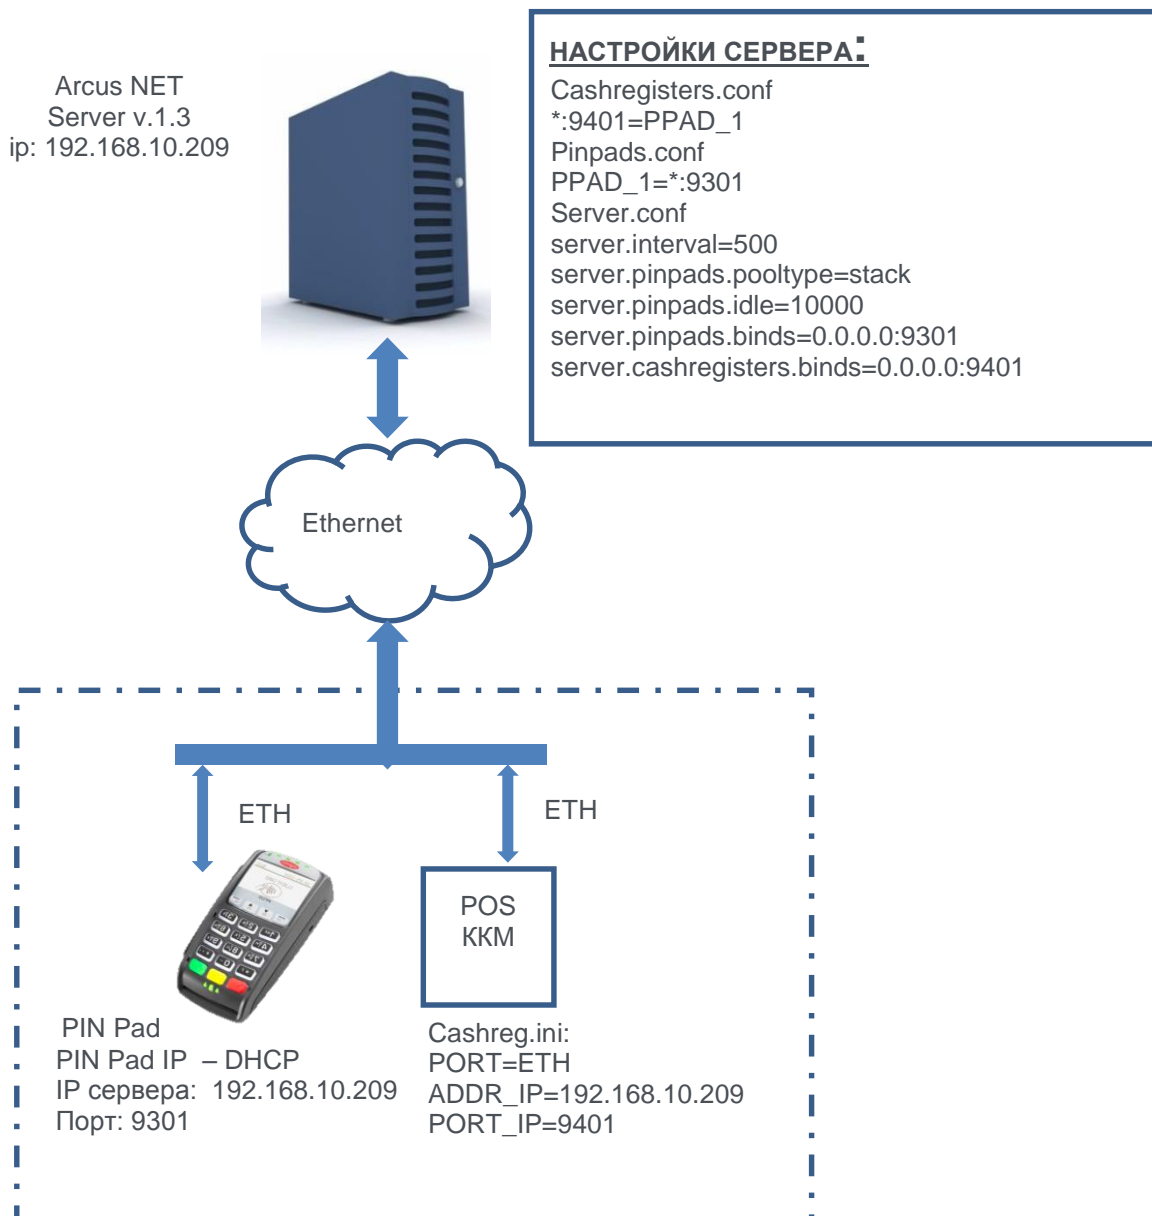 Arcus NET
Server v.1.3
ip: 192.168.10.209
НАСТРОЙКИ СЕРВЕРА:
Cashregisters.conf
*:9401=PPAD_1
Pinpads.conf
PPAD_1=*:9301
Server.conf
server.interval=500
server.pinpads.pooltype=stack
server.pinpads.idle=10000
server.pinpads.binds=0.0.0.0:9301
server.cashregisters.binds=0.0.0.0:9401
Ethernet
ETH
ETH
POS
ККМ
PIN Pad
PIN Pad IP – DHCP
IP сервера: 192.168.10.209
Порт: 9301
Cashreg.ini:
PORT=ETH
ADDR_IP=192.168.10.209
PORT_IP=9401